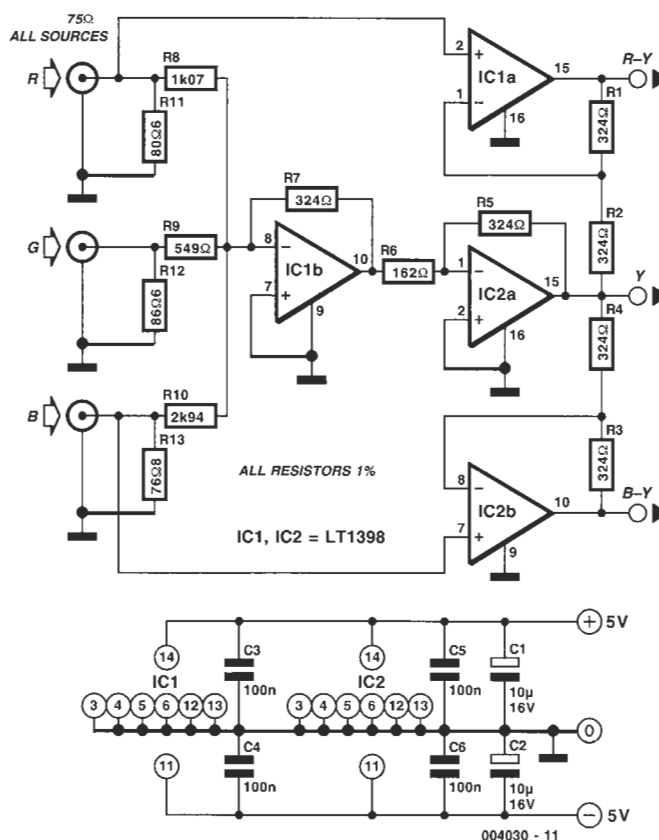 75Ω
ALL SOURCES
R
R8
1k07
R11
80Ω6
G
R9
549Ω
R12
86Ω6
B
R10
2k94
R13
76Ω8
R7
324Ω
8
7
IC1b
10
9
R6
162Ω
R5
324Ω
2
1
IC1a
15
16
R–Y
R1
324Ω
R2
324Ω
1
2
IC2a
15
16
Y
R4
324Ω
R3
324Ω
8
7
IC2b
10
9
B–Y
ALL RESISTORS 1%
IC1, IC2 = LT1398
+ 5V
14
C3
100n
14
C5
100n
C1
10µ
16V
IC1
3 4 5 6 12 13
IC2
3 4 5 6 12 13
0
11
C4
100n
11
C6
100n
C2
10µ
16V
− 5V
004030 - 11